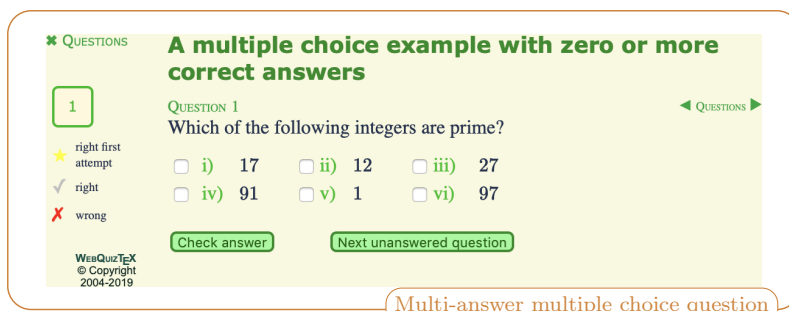 ✖ QUESTIONS
A multiple choice example with zero or more
correct answers
1
QUESTION 1
◀ QUESTIONS ▶
Which of the following integers are prime?
right first
attempt
right
wrong
i) 17 ii) 12 iii) 27
iv) 91 v) 1 vi) 97
Check answer Next unanswered question
WEBQUIZTEX
© Copyright
2004-2019
Multi-answer multiple choice question